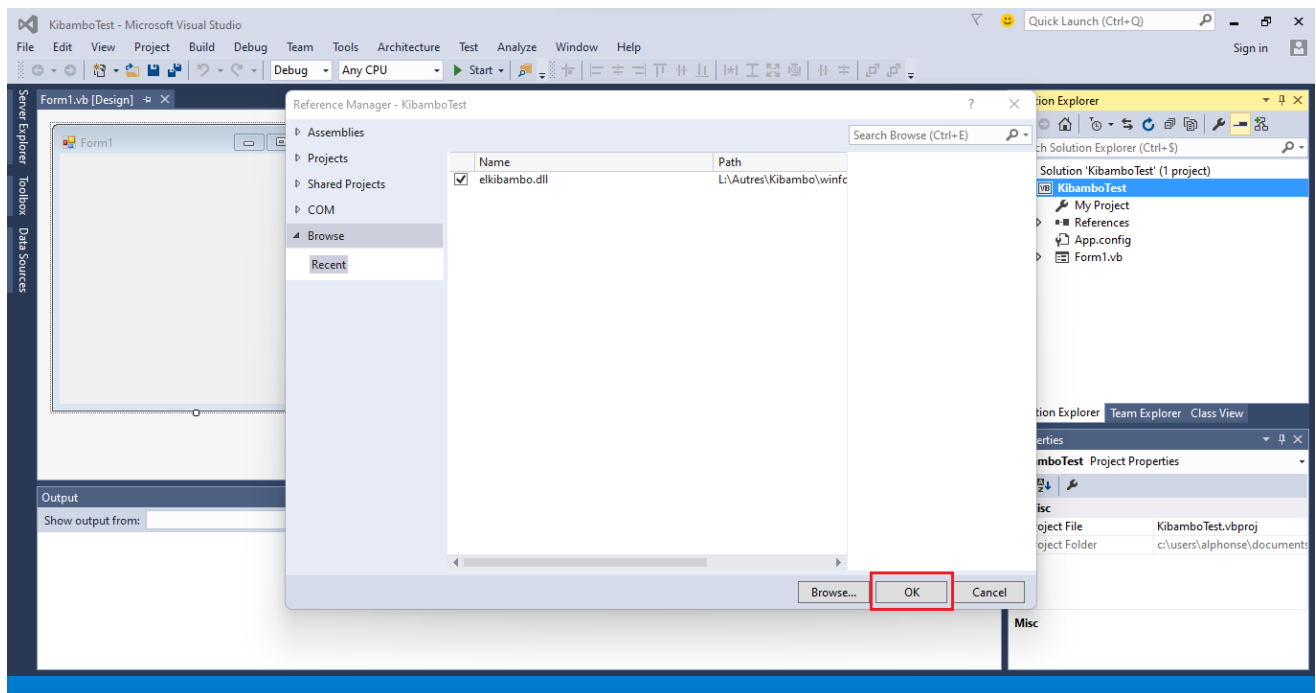 KibamboTest - Microsoft Visual Studio
Quick Launch (Ctrl+Q)
File Edit View Project Build Debug Team Tools Architecture Test Analyze Window Help
Sign in
Debug Any CPU Start
Server Explorer
Toolbox
Data Sources
Form1.vb [Design]
Form1
Output
Show output from:
Reference Manager - KibamboTest ?
Assemblies
Projects
Shared Projects
COM
Browse
Recent
Search Browse (Ctrl+E)
Name Path
elkibambo.dll L:\Autres\Kibambo\winfc
Browse... OK Cancel
tion Explorer
ch Solution Explorer (Ctrl+$)
Solution 'KibamboTest' (1 project)
VB KibamboTest
My Project
References
App.config
Form1.vb
tion Explorer Team Explorer Class View
erties
mboTest Project Properties
isc
oject File KibamboTest.vbproj
oject Folder c:\users\alphonse\documents
Misc